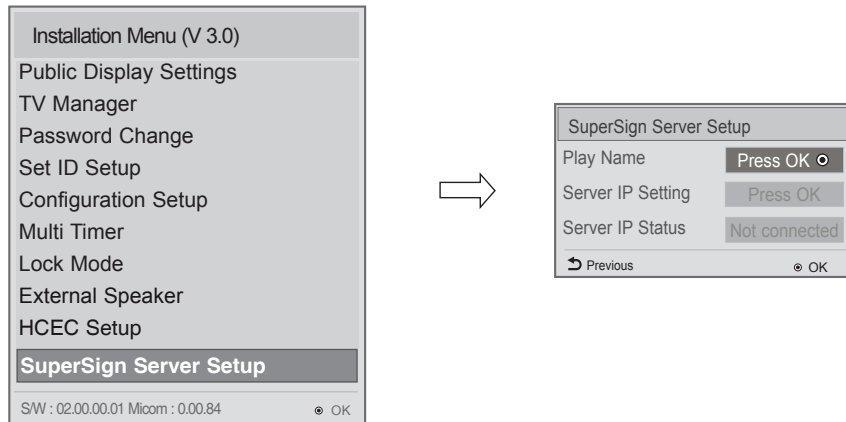 Installation Menu (V 3.0)
Public Display Settings
TV Manager
Password Change
Set ID Setup
Configuration Setup
Multi Timer
Lock Mode
External Speaker
HCEC Setup
SuperSign Server Setup
S/W : 02.00.00.01 Micom : 0.00.84 OK
SuperSign Server Setup
Play Name Press OK
Server IP Setting Press OK
Server IP Status Not connected
Previous OK